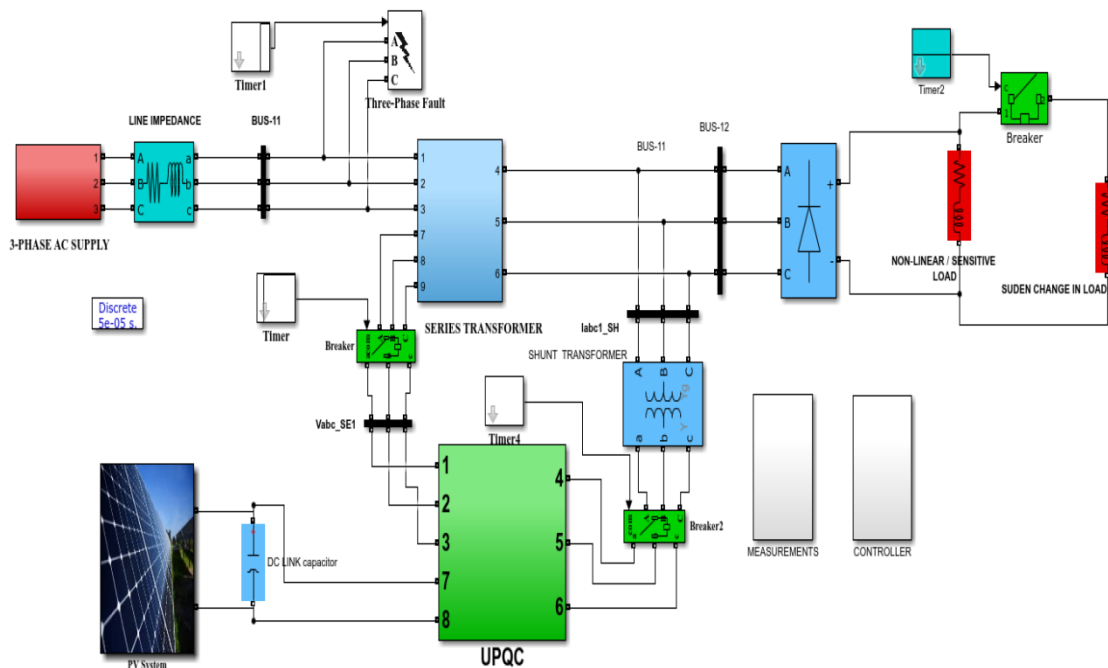 Timer1
A
B
C
Three-Phase Fault
Timer2
c
1
2
Breaker
LINE IMPEDANCE
BUS-11
BUS-11
BUS-12
1
2
3
A
B
C
a
b
c
1
2
3
7
8
9
4
5
6
A
B
C
+
-
3-PHASE AC SUPPLY
NON-LINEAR / SENSITIVE
LOAD
SUDEN CHANGE IN LOAD
Discrete
5e-05 s.
Timer
SERIES TRANSFORMER
Breaker
Iabc1_SH
SHUNT TRANSFORMER
A
B
C
Yg
Y
a
b
c
Vabc_SE1
Timer4
1
2
3
7
8
4
5
6
Breaker2
MEASUREMENTS
CONTROLLER
DC LINK capacitor
PV System
UPQC